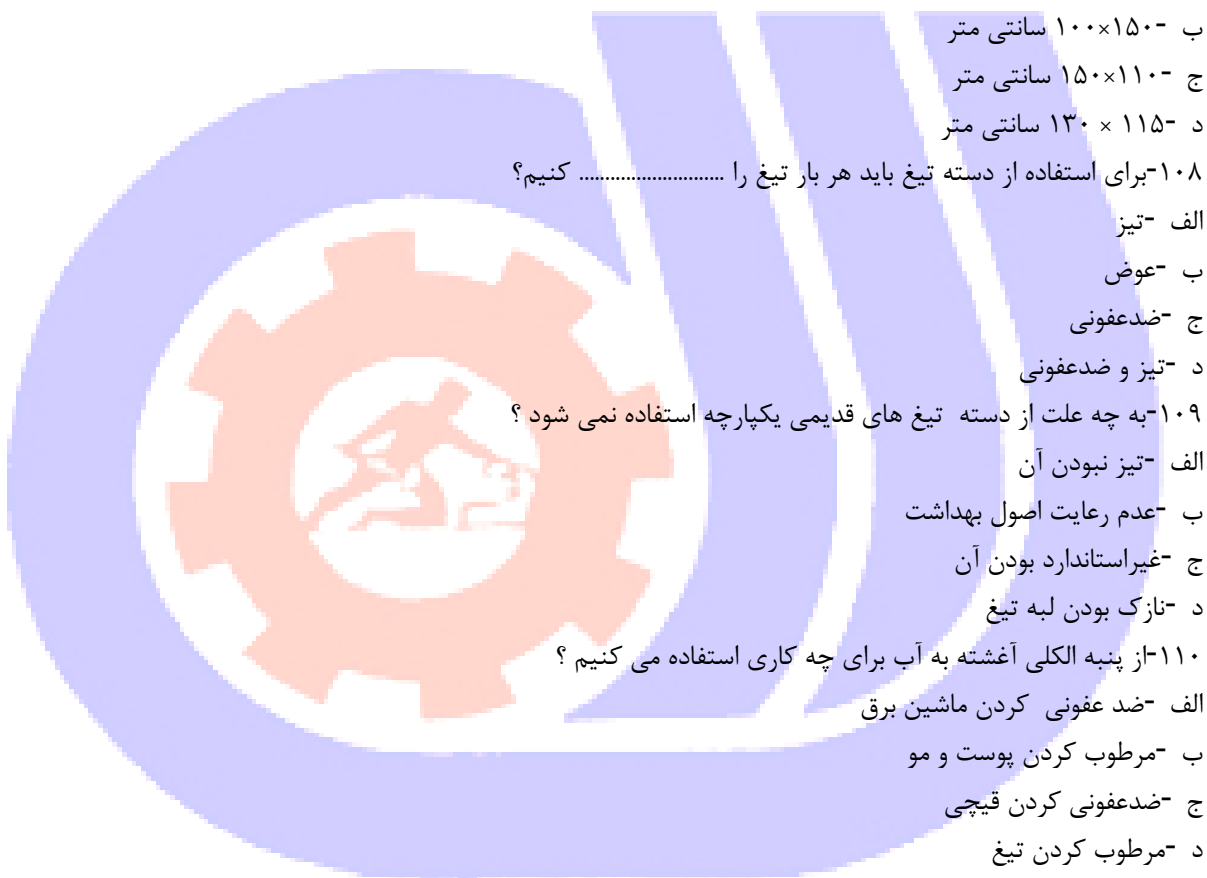 ب -۱۵۰×۱۰۰ سانتی متر
ج -۱۱۰×۱۵۰ سانتی متر
د -۱۱۵ × ۱۳۰ سانتی متر
۱۰۸-برای استفاده از دسته تیغ باید هر بار تیغ را ............................ کنیم؟
الف -تیز
ب -عوض
ج -ضدعفونی
د -تیز و ضدعفونی
۱۰۹-به چه علت از دسته تیغ های قدیمی یکپارچه استفاده نمی شود ؟
الف -تیز نبودن آن
ب -عدم رعایت اصول بهداشت
ج -غیراستاندارد بودن آن
د -نازک بودن لبه تیغ
۱۱۰-از پنبه الکلی آغشته به آب برای چه کاری استفاده می کنیم ؟
الف -ضد عفونی کردن ماشین برق
ب -مرطوب کردن پوست و مو
ج -ضدعفونی کردن قیچی
د -مرطوب کردن تیغ